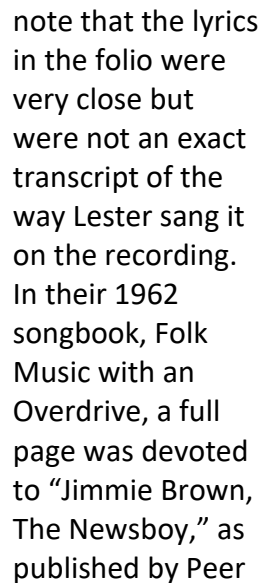 note that the lyrics
in the folio were
very close but
were not an exact
transcript of the
way Lester sang it
on the recording.
In their 1962
songbook, Folk
Music with an
Overdrive, a full
page was devoted
to “Jimmie Brown,
The Newsboy,” as
published by Peer